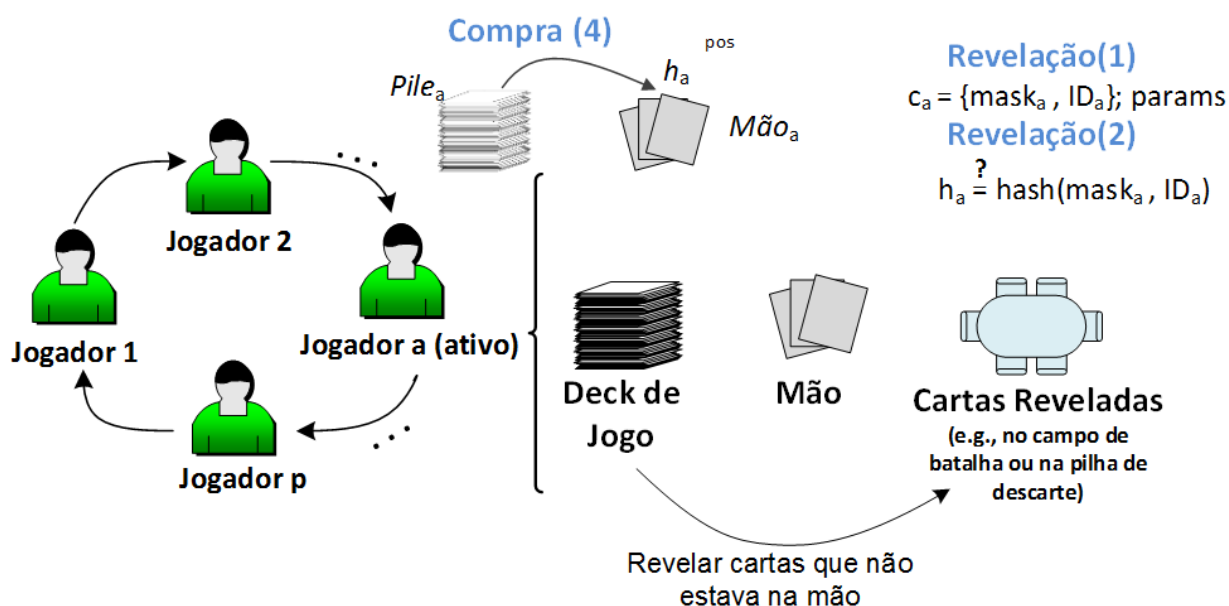 Compra (4)
pos
Pileₐ
hₐ
Mãoₐ
Revelação(1)
cₐ = {maskₐ , IDₐ}; params
Revelação(2)
?
hₐ = hash(maskₐ , IDₐ)
. . .
Jogador 2
Jogador 1
Jogador a (ativo)
Jogador p
. . .
Deck de
Jogo
Mão
Cartas Reveladas
(e.g., no campo de
batalha ou na pilha de
descarte)
Revelar cartas que não
estava na mão